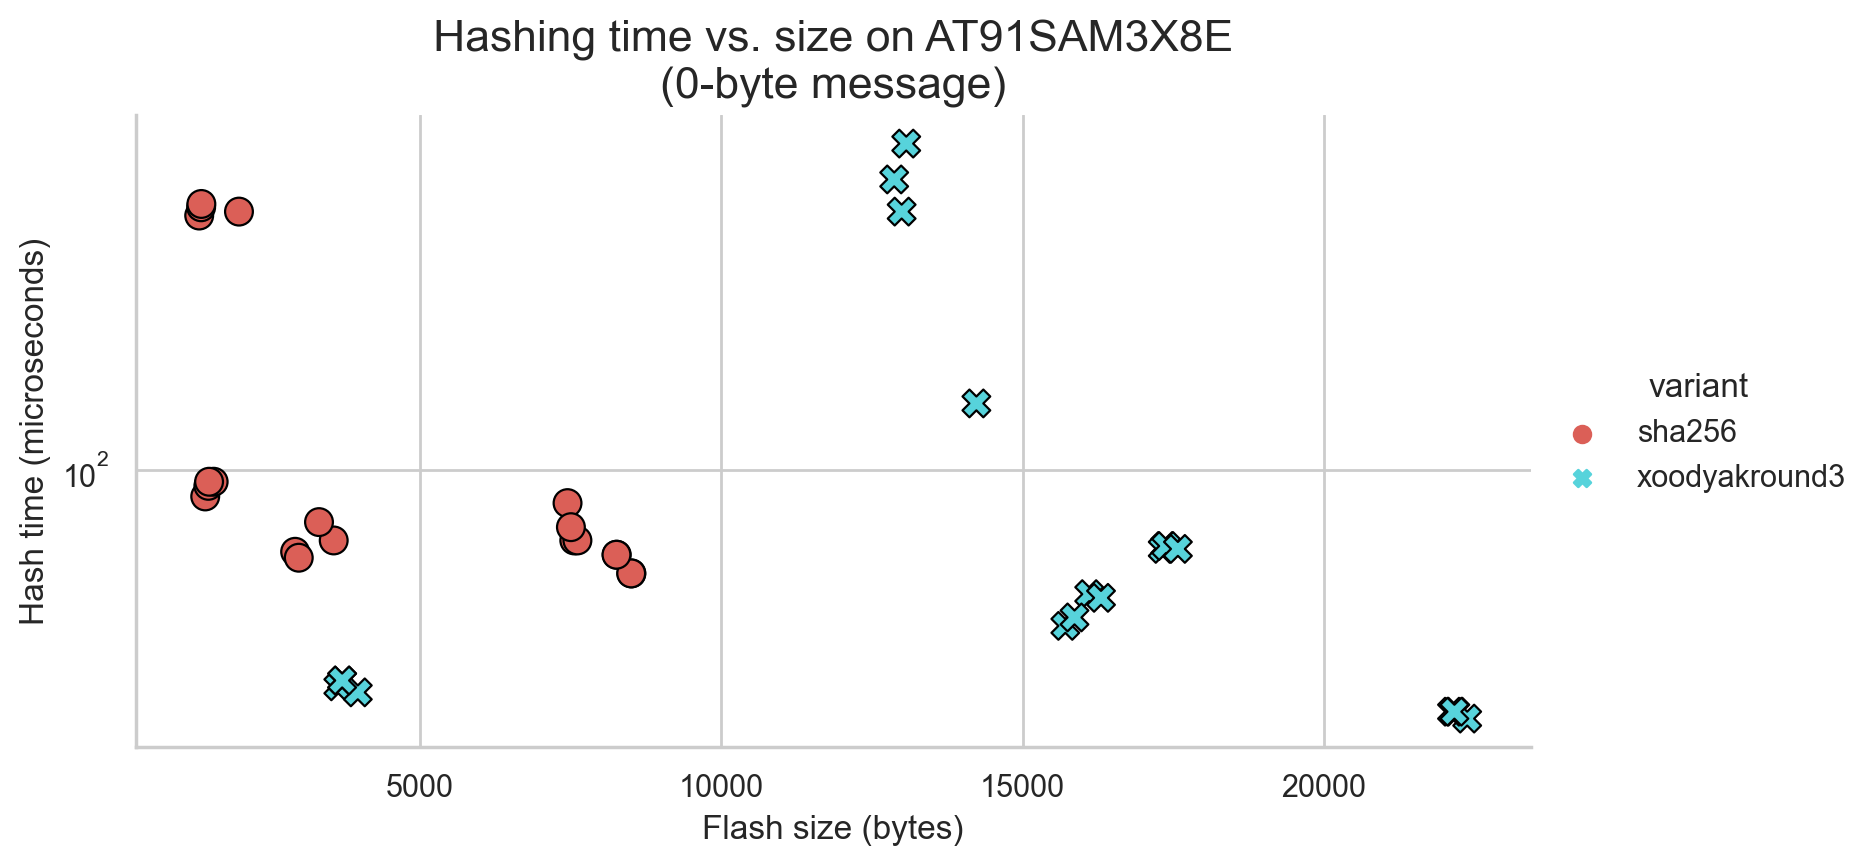 Hashing time vs. size on AT91SAM3X8E
(0-byte message)
Hash time (microseconds)
10²
5000 10000 15000 20000
Flash size (bytes)
variant
sha256
xoodyakround3